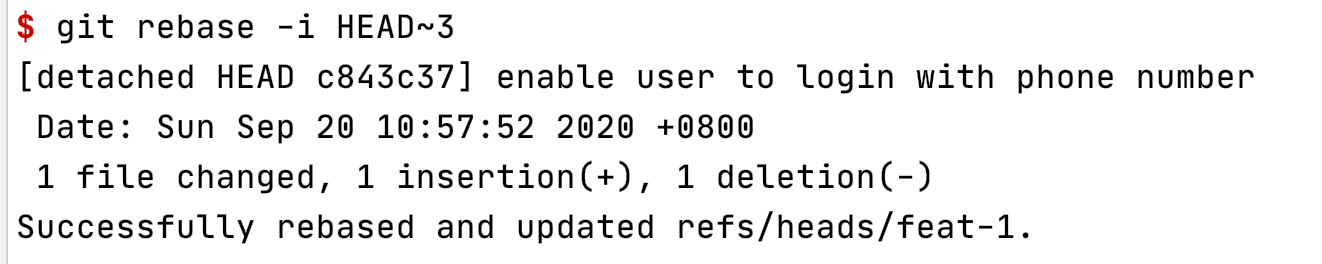 $ git rebase -i HEAD~3
[detached HEAD c843c37] enable user to login with phone number
 Date: Sun Sep 20 10:57:52 2020 +0800
 1 file changed, 1 insertion(+), 1 deletion(-)
Successfully rebased and updated refs/heads/feat-1.